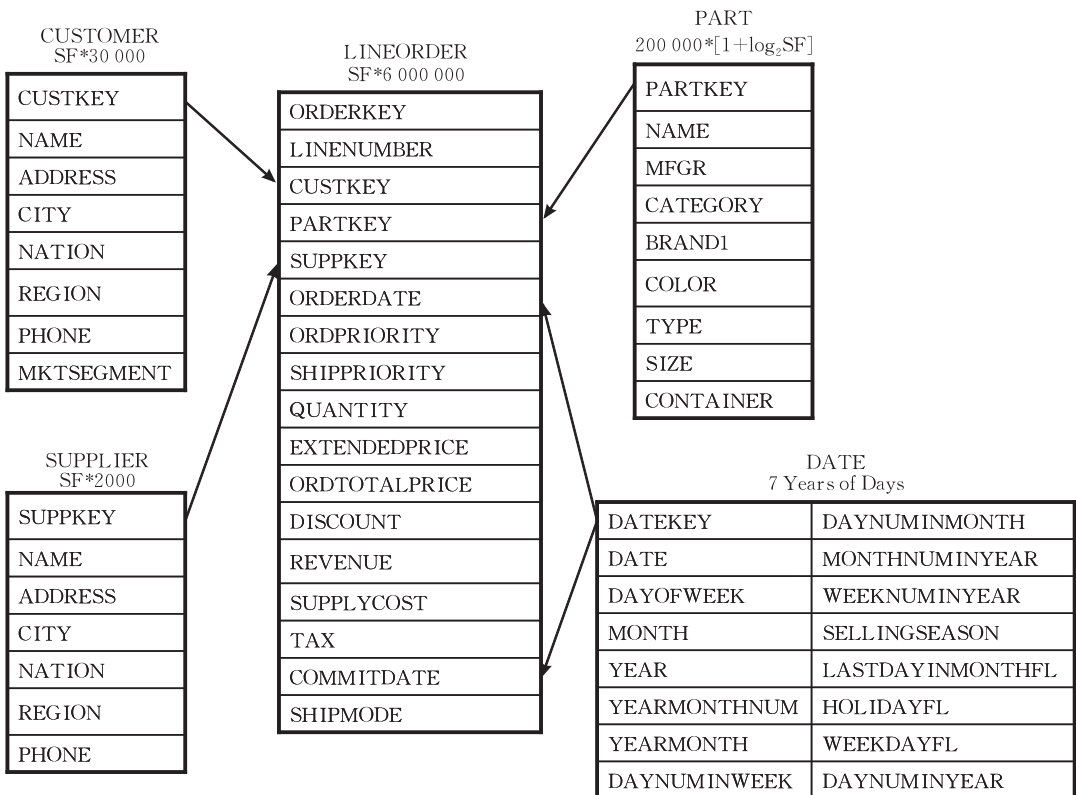 CUSTOMER
SF*30 000
CUSTKEY
NAME
ADDRESS
CITY
NATION
REGION
PHONE
MKTSEGMENT
SUPPLIER
SF*2000
SUPPKEY
NAME
ADDRESS
CITY
NATION
REGION
PHONE
LINEORDER
SF*6 000 000
ORDERKEY
LINENUMBER
CUSTKEY
PARTKEY
SUPPKEY
ORDERDATE
ORDPRIORITY
SHIPPRIORITY
QUANTITY
EXTENDEDPRICE
ORDTOTALPRICE
DISCOUNT
REVENUE
SUPPLYCOST
TAX
COMMITDATE
SHIPMODE
PART
200 000*[1+log₂SF]
PARTKEY
NAME
MFGR
CATEGORY
BRAND1
COLOR
TYPE
SIZE
CONTAINER
DATE
7 Years of Days
DATEKEY DAYNUMINMONTH
DATE MONTHNUMINYEAR
DAYOFWEEK WEEKNUMINYEAR
MONTH SELLINGSEASON
YEAR LASTDAYINMONTHFL
YEARMONTHNUM HOLIDAYFL
YEARMONTH WEEKDAYFL
DAYNUMINWEEK DAYNUMINYEAR